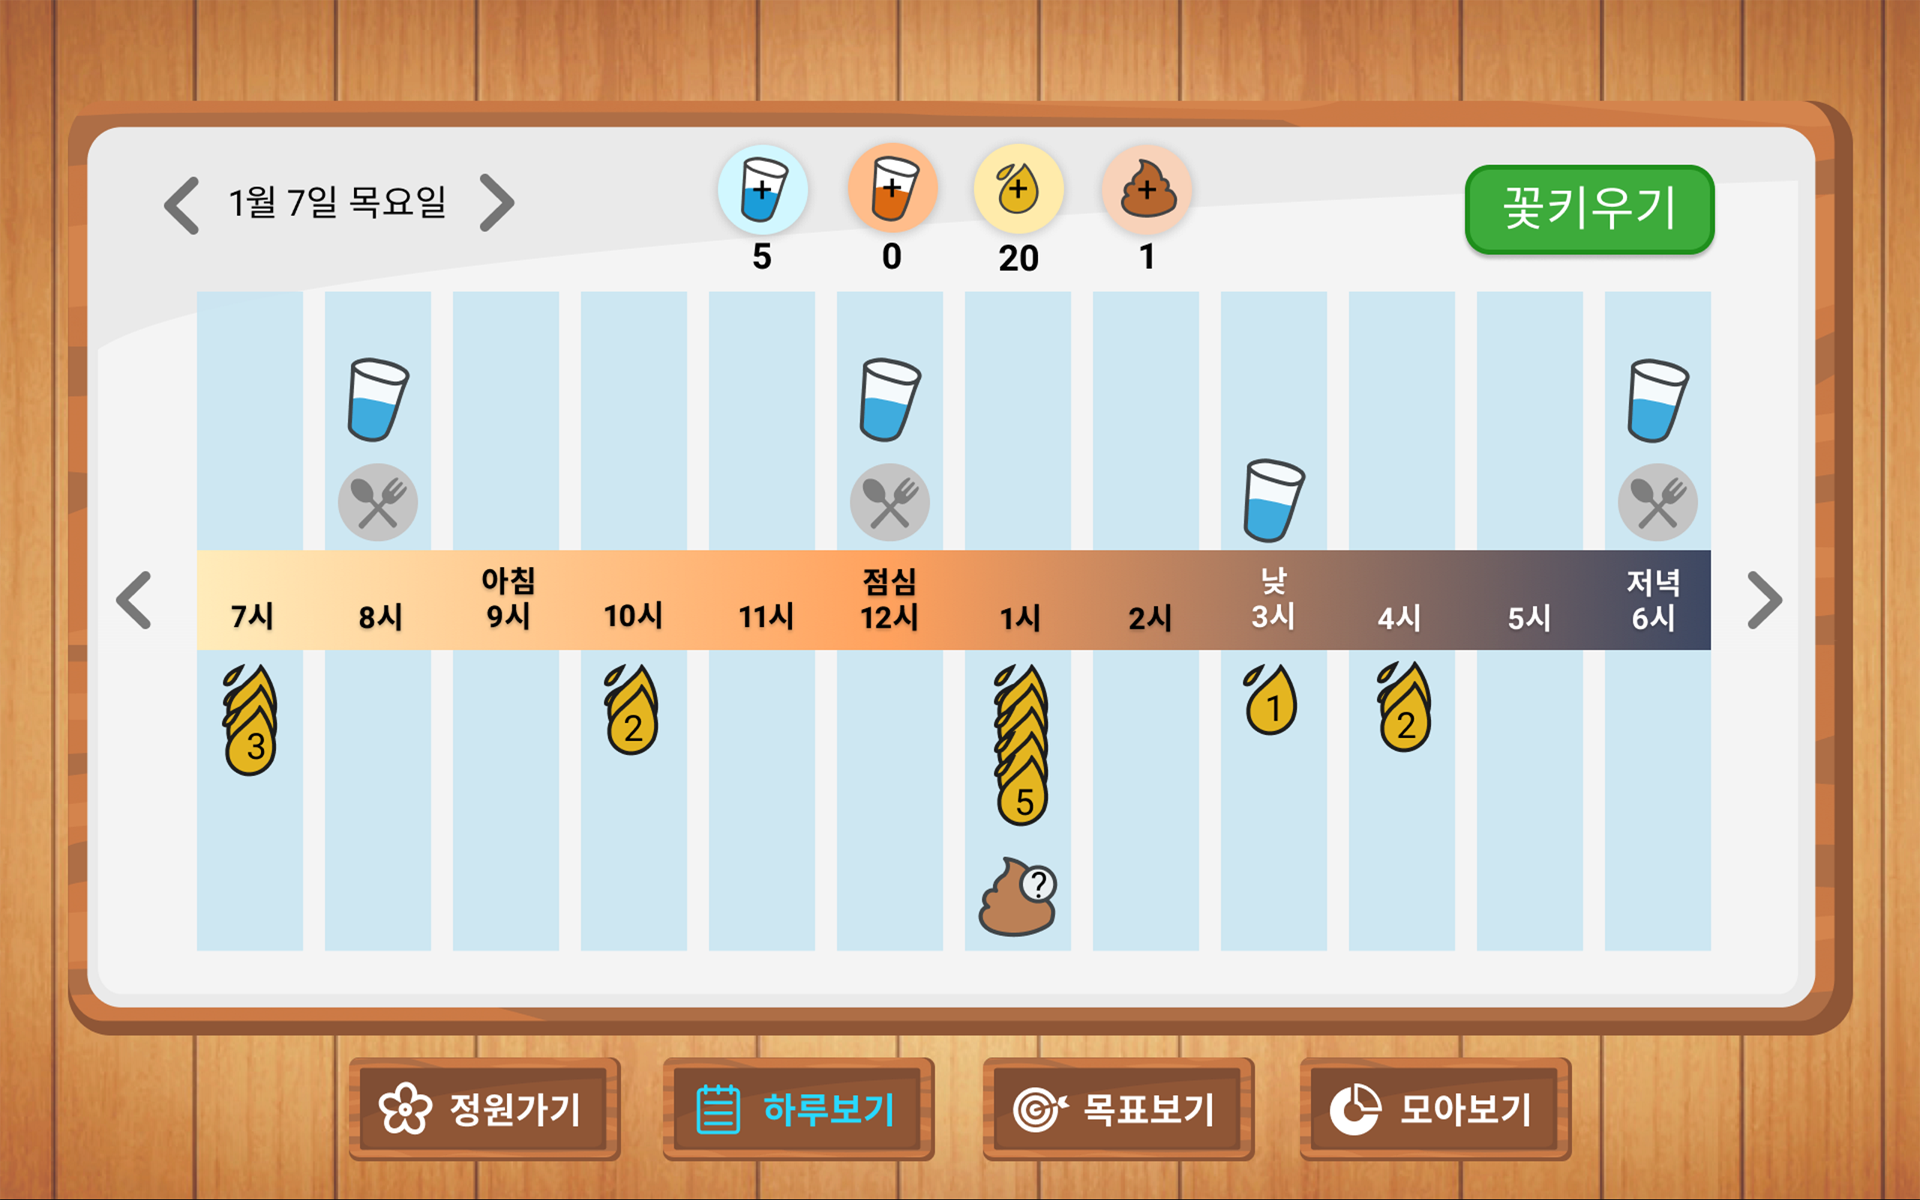 1월 7일 목요일
5
0
20
1
꽃키우기
아침
점심
낮
저녁
7시
8시
9시
10시
11시
12시
1시
2시
3시
4시
5시
6시
3
2
5
1
2
?
정원가기
하루보기
목표보기
모아보기